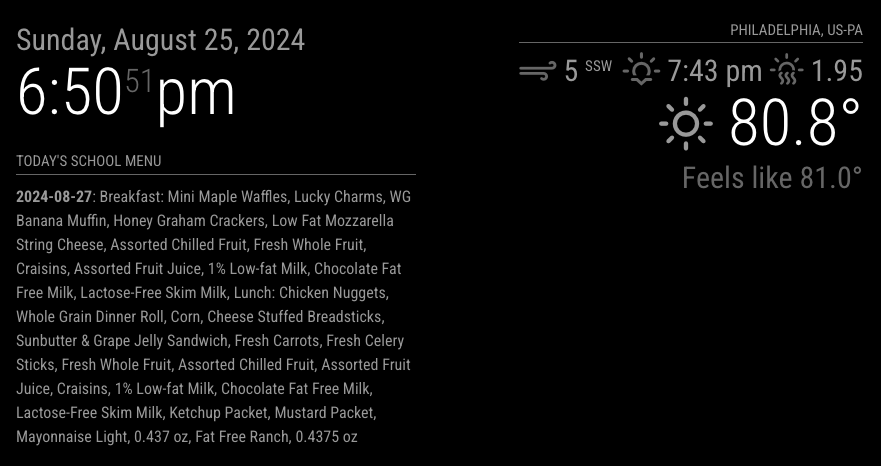 Sunday, August 25, 2024
6:50 51 pm
TODAY'S SCHOOL MENU
2024-08-27: Breakfast: Mini Maple Waffles, Lucky Charms, WG
Banana Muffin, Honey Graham Crackers, Low Fat Mozzarella
String Cheese, Assorted Chilled Fruit, Fresh Whole Fruit,
Craisins, Assorted Fruit Juice, 1% Low-fat Milk, Chocolate Fat
Free Milk, Lactose-Free Skim Milk, Lunch: Chicken Nuggets,
Whole Grain Dinner Roll, Corn, Cheese Stuffed Breadsticks,
Sunbutter & Grape Jelly Sandwich, Fresh Carrots, Fresh Celery
Sticks, Fresh Whole Fruit, Assorted Chilled Fruit, Assorted Fruit
Juice, Craisins, 1% Low-fat Milk, Chocolate Fat Free Milk,
Lactose-Free Skim Milk, Ketchup Packet, Mustard Packet,
Mayonnaise Light, 0.437 oz, Fat Free Ranch, 0.4375 oz
PHILADELPHIA, US-PA
5 SSW 7:43 pm 1.95
80.8°
Feels like 81.0°